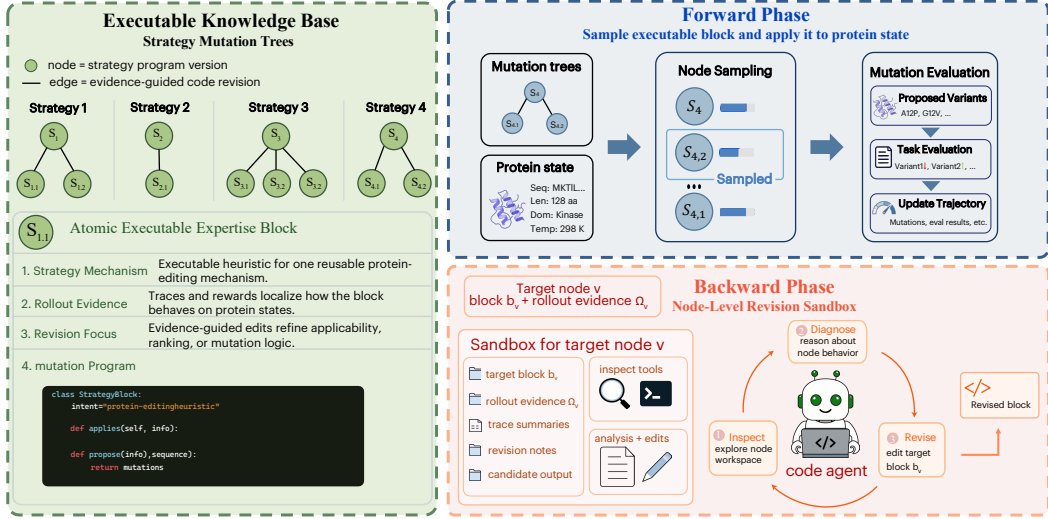 Executable Knowledge Base
Strategy Mutation Trees
node = strategy program version
edge = evidence-guided code revision
Strategy 1
Strategy 2
Strategy 3
Strategy 4
S1
S2
S3
S4
S1.1
S1.2
S2.1
S3.1
S3.2
S3.2
S4.1
S4.2
S1.1
Atomic Executable Expertise Block
1. Strategy Mechanism
Executable heuristic for one reusable protein-
editing mechanism.
2. Rollout Evidence
Traces and rewards localize how the block
behaves on protein states.
3. Revision Focus
Evidence-guided edits refine applicability,
ranking, or mutation logic.
4. mutation Program
class StrategyBlock:
intent="protein-editingheuristic"
def applies(self, info):
def propose(info),sequence):
return mutations
Forward Phase
Sample executable block and apply it to protein state
Mutation trees
S4
S4.1
S4.2
Protein state
Seq: MKTIL...
Len: 128 aa
Dom: Kinase
Temp: 298 K
Node Sampling
S4
S4,2
Sampled
...
S4,1
Mutation Evaluation
Proposed Variants
A12P, G12V, ...
Task Evaluation
Variant1↓, Variant2↑, ...
Update Trajectory
Mutations, eval results, etc.
Backward Phase
Node-Level Revision Sandbox
Target node v
block bv + rollout evidence Ωv
Sandbox for target node v
target block bv
rollout evidence Ωv
trace summaries
revision notes
candidate output
inspect tools
analysis + edits
2 Diagnose
reason about
node behavior
1 Inspect
explore node
workspace
</>
code agent
3 Revise
edit target
block bv
</>
Revised block